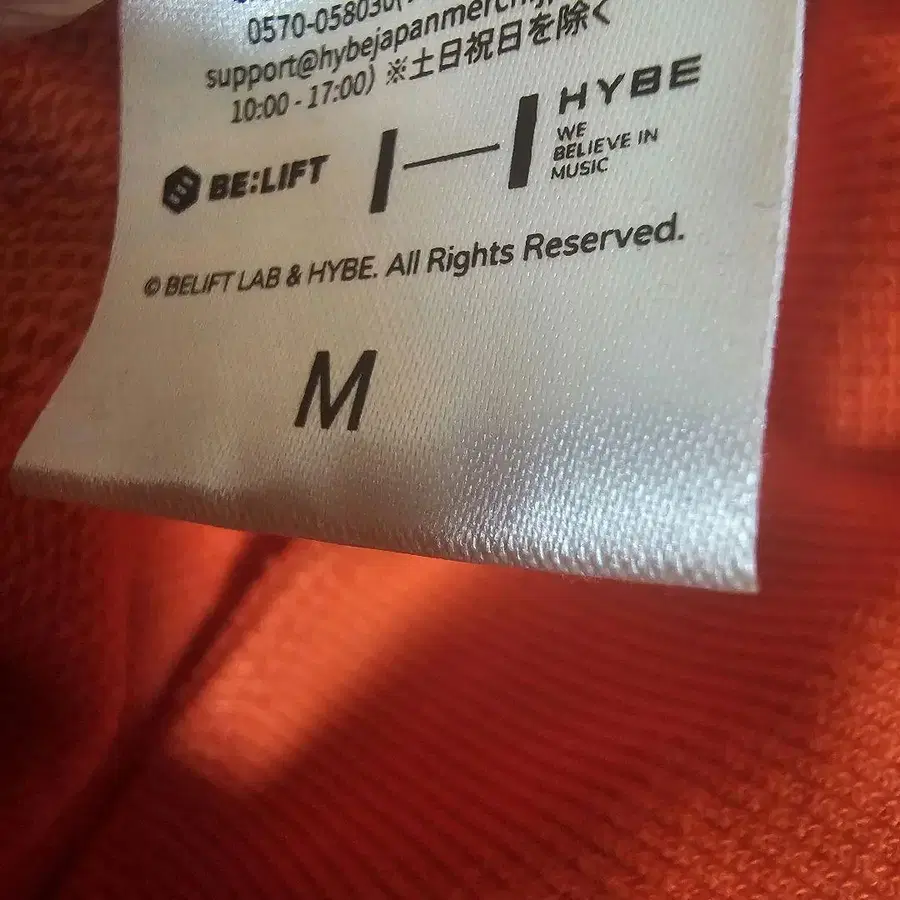 0570-058030(
support@hybejapanmerch.j
10:00 - 17:00) ※土日祝日を除く
BE:LIFT
HYBE
WE
BELIEVE IN
MUSIC
© BELIFT LAB & HYBE. All Rights Reserved.
M